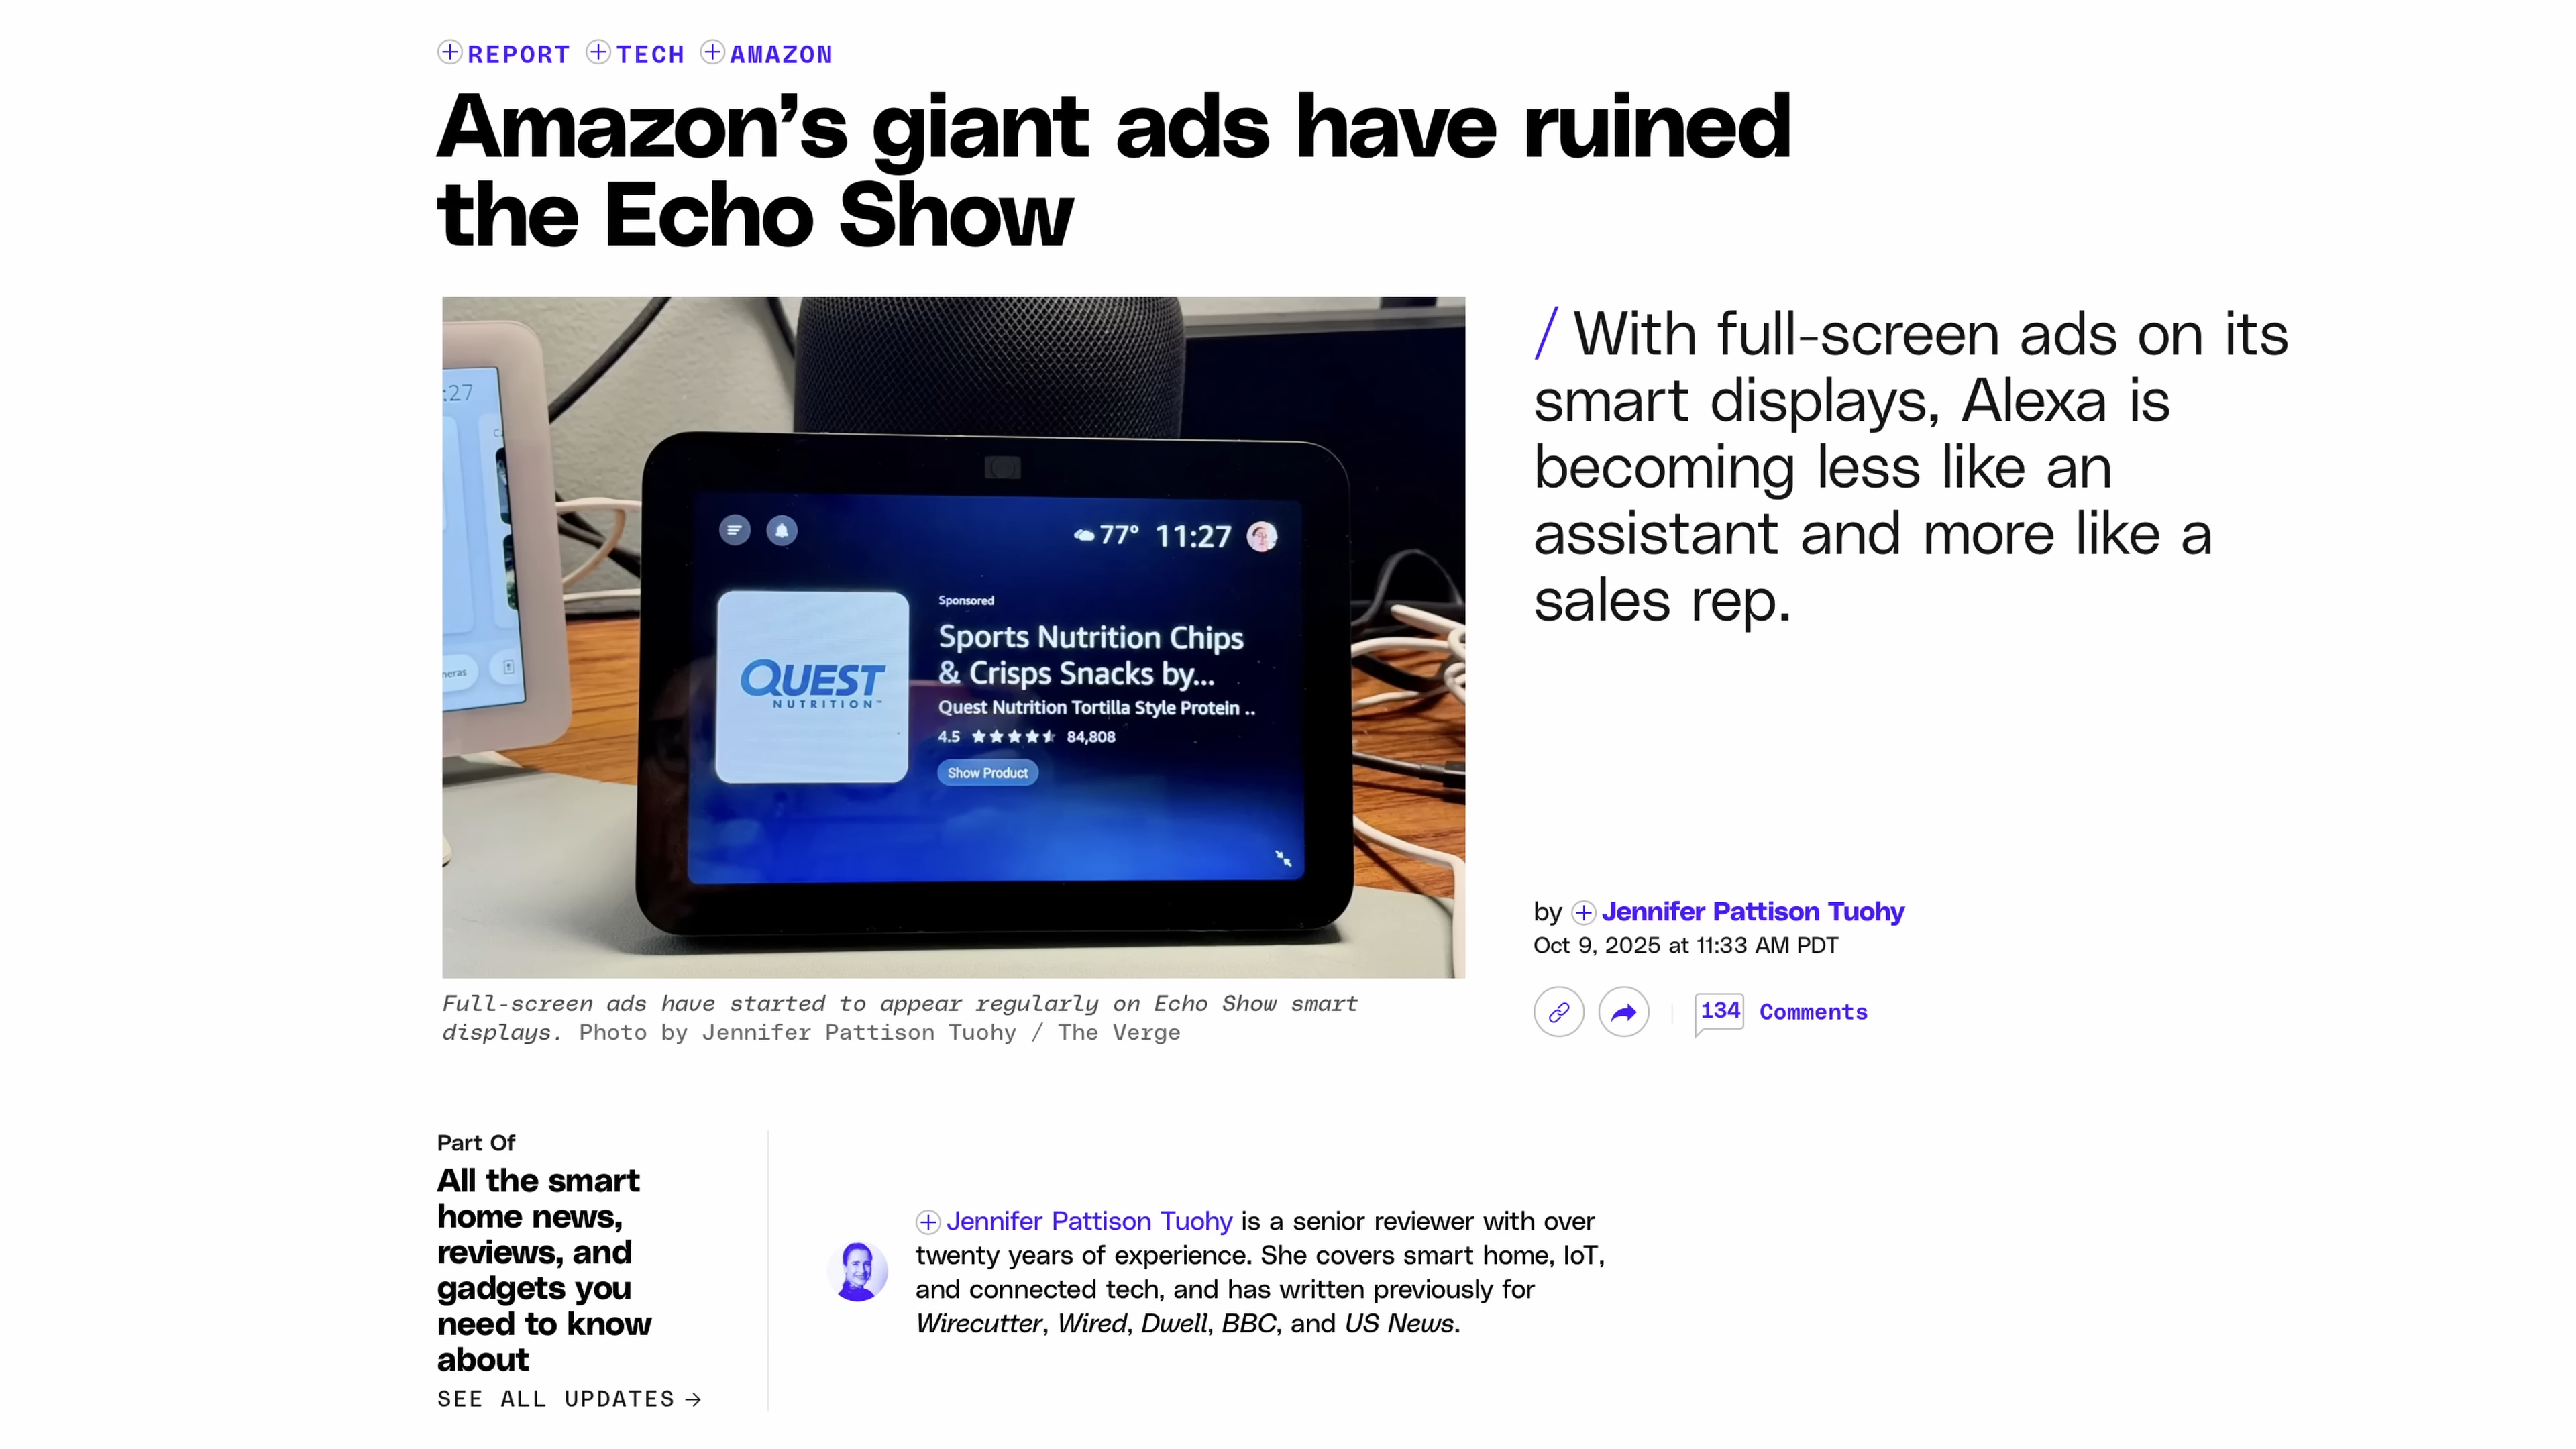 REPORT TECH AMAZON
Amazon’s giant ads have ruined
the Echo Show
:27
77° 11:27
Sponsored
Sports Nutrition Chips
& Crisps Snacks by...
Quest Nutrition Tortilla Style Protein ..
4.5 84,808
Show Product
QUEST
NUTRITION™
Full-screen ads have started to appear regularly on Echo Show smart
displays. Photo by Jennifer Pattison Tuohy / The Verge
/ With full-screen ads on its
smart displays, Alexa is
becoming less like an
assistant and more like a
sales rep.
by Jennifer Pattison Tuohy
Oct 9, 2025 at 11:33 AM PDT
134 Comments
Part Of
All the smart
home news,
reviews, and
gadgets you
need to know
about
SEE ALL UPDATES →
Jennifer Pattison Tuohy is a senior reviewer with over
twenty years of experience. She covers smart home, IoT,
and connected tech, and has written previously for
Wirecutter, Wired, Dwell, BBC, and US News.